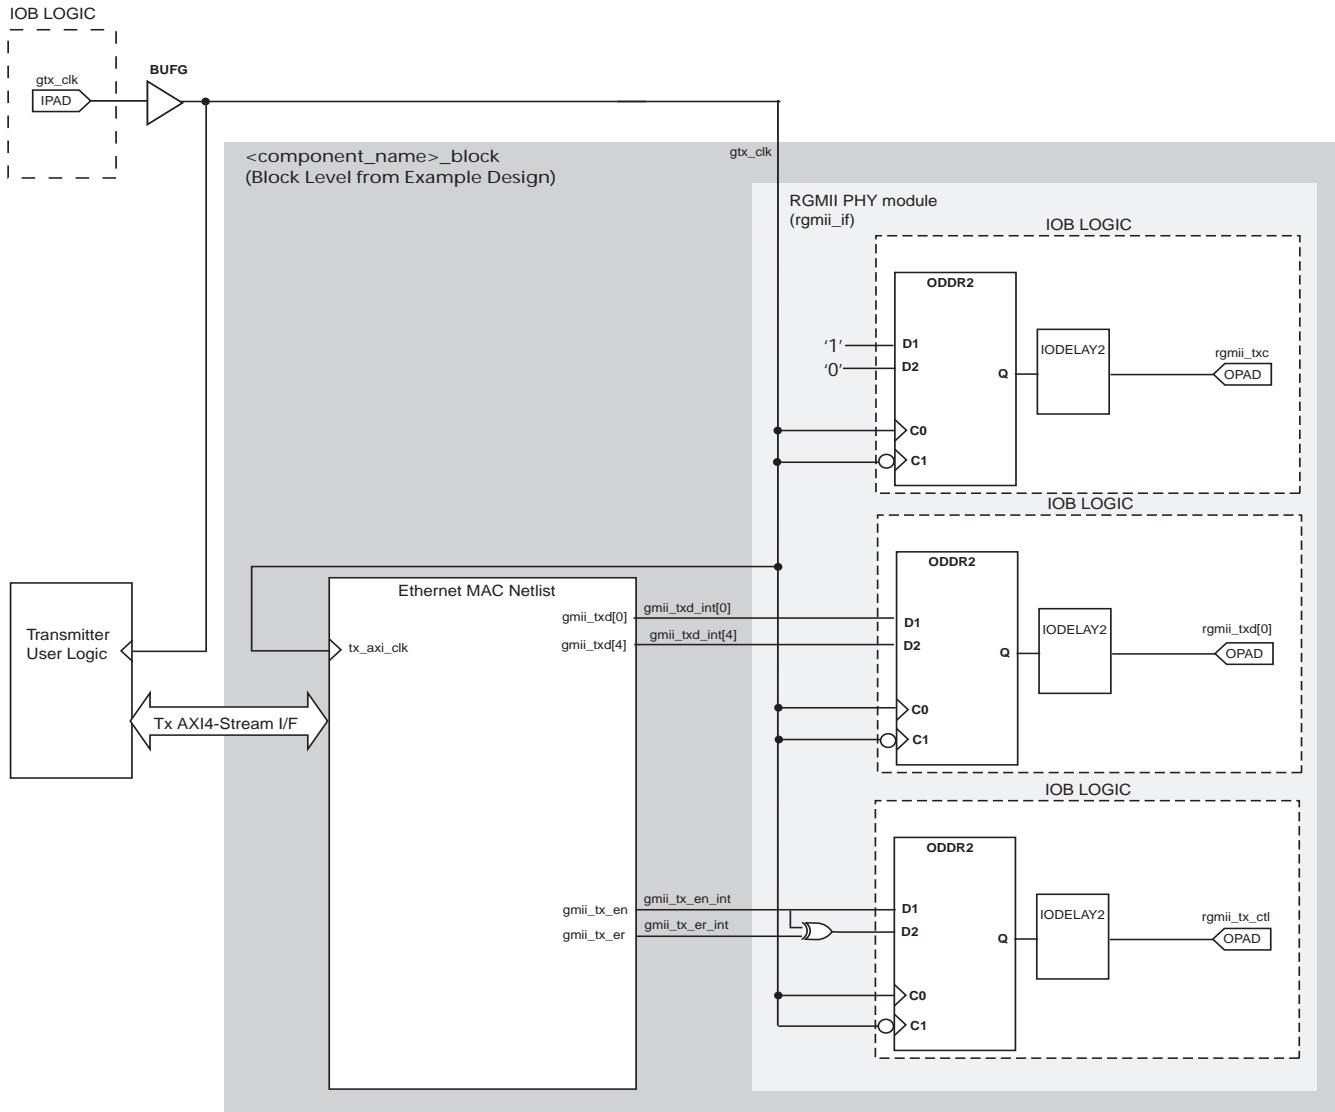 IOB LOGIC
gtx_clk
IPAD
BUFG
<component_name>_block
(Block Level from Example Design)
gtx_clk
RGMII PHY module
(rgmii_if)
IOB LOGIC
ODDR2
‘1’
D1
‘0’
D2
Q
C0
C1
IODELAY2
rgmii_txc
OPAD
IOB LOGIC
ODDR2
D1
D2
Q
C0
C1
IODELAY2
rgmii_txd[0]
OPAD
Transmitter
User Logic
Tx AXI4-Stream I/F
Ethernet MAC Netlist
tx_axi_clk
gmii_txd[0]
gmii_txd_int[0]
gmii_txd[4]
gmii_txd_int[4]
gmii_tx_en
gmii_tx_en_int
gmii_tx_er
gmii_tx_er_int
IOB LOGIC
ODDR2
D1
D2
Q
C0
C1
IODELAY2
rgmii_tx_ctl
OPAD